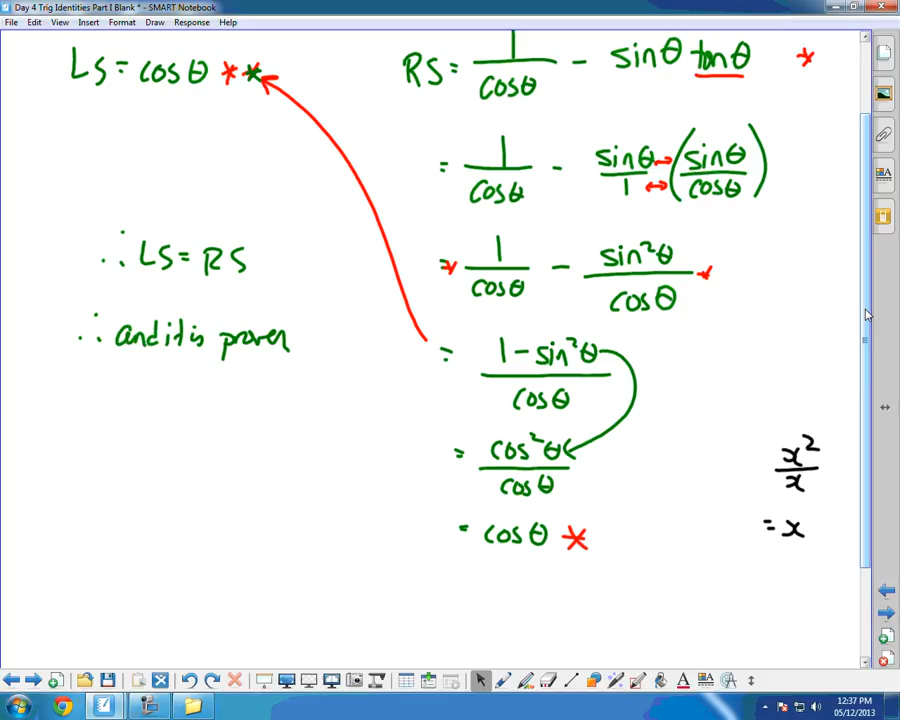 Day 4 Trig Identities Part I Blank * - SMART Notebook
File Edit View Insert Format Draw Response Help
LS = cosθ **
RS = 1/cosθ - sinθ tanθ *
= 1/cosθ - sinθ/1 (sinθ/cosθ)
= 1/cosθ - sin²θ/cosθ
∴ LS = RS
∴ and it is proven
= 1 - sin²θ / cosθ
= cos²θ / cosθ
= cosθ *
x²/x
= x
12:37 PM
05/12/2013